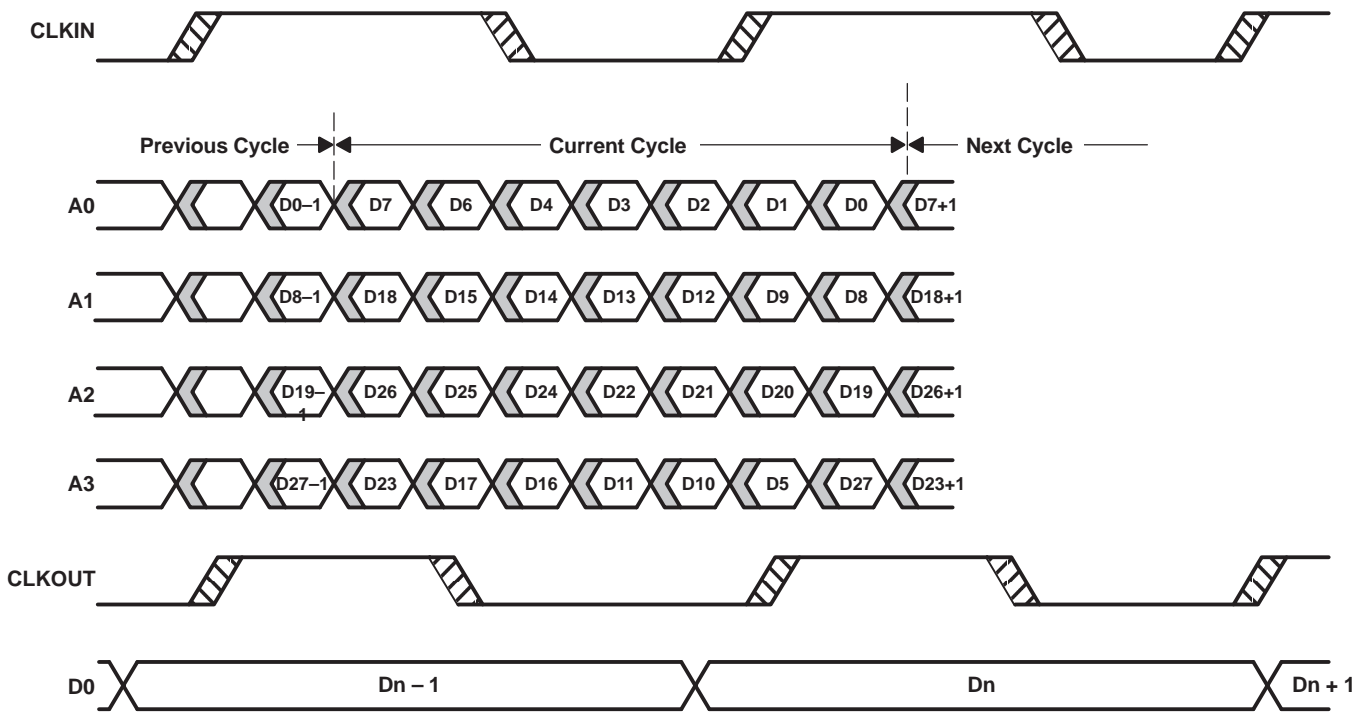 CLKIN
Previous Cycle Current Cycle Next Cycle
A0 D0–1 D7 D6 D4 D3 D2 D1 D0 D7+1
A1 D8–1 D18 D15 D14 D13 D12 D9 D8 D18+1
A2 D19–1 D26 D25 D24 D22 D21 D20 D19 D26+1
A3 D27–1 D23 D17 D16 D11 D10 D5 D27 D23+1
CLKOUT
D0 Dn – 1 Dn Dn + 1